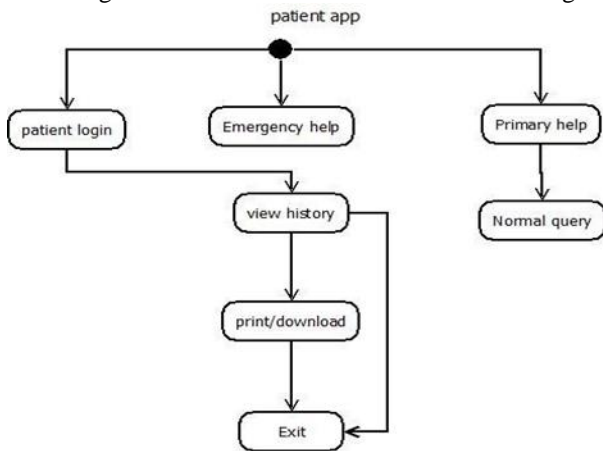 patient app
patient login
Emergency help
Primary help
view history
Normal query
print/download
Exit